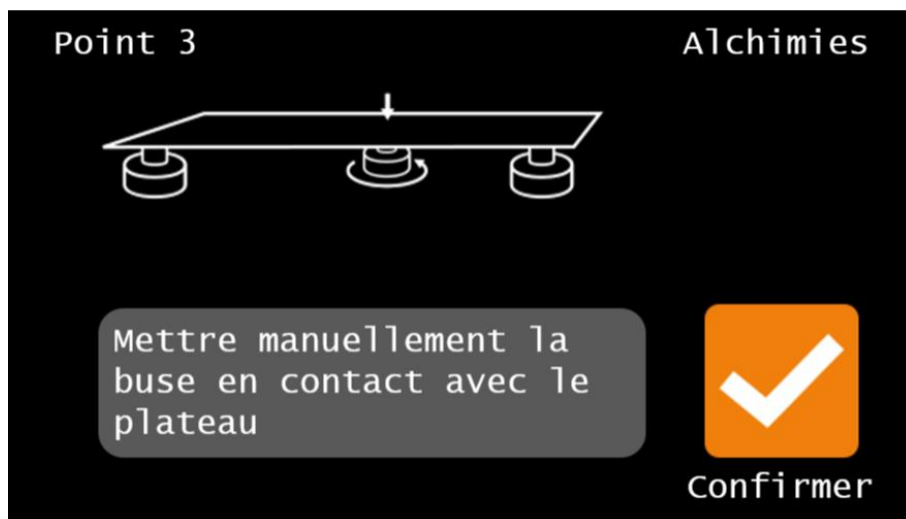 Point 3
Alchimies
Mettre manuellement la
buse en contact avec le
plateau
Confirmer